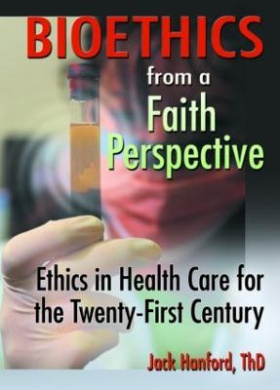 BIOETHICS
from a
Faith
Perspective
Ethics in Health Care for
the Twenty-First Century
Jack Hanford, ThD